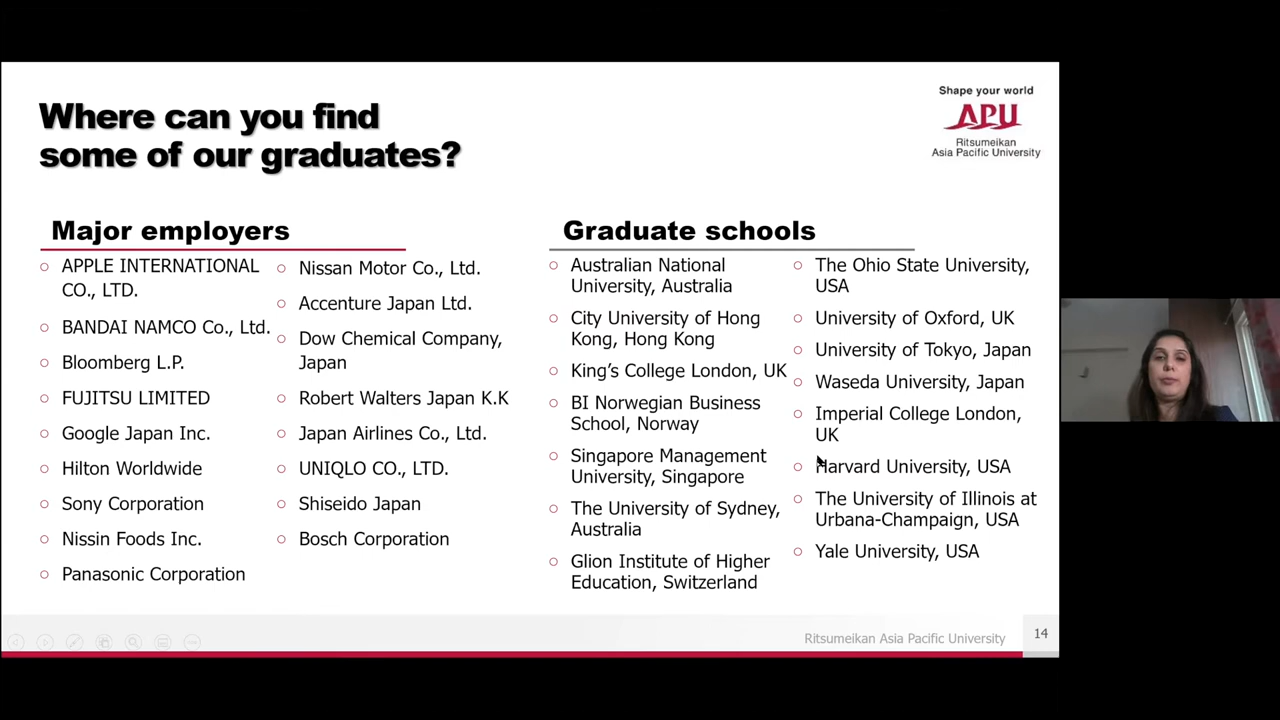 Where can you find
some of our graduates?
Shape your world
APU
Ritsumeikan
Asia Pacific University
Major employers
APPLE INTERNATIONAL
CO., LTD.
BANDAI NAMCO Co., Ltd.
Bloomberg L.P.
FUJITSU LIMITED
Google Japan Inc.
Hilton Worldwide
Sony Corporation
Nissin Foods Inc.
Panasonic Corporation
Nissan Motor Co., Ltd.
Accenture Japan Ltd.
Dow Chemical Company,
Japan
Robert Walters Japan K.K
Japan Airlines Co., Ltd.
UNIQLO CO., LTD.
Shiseido Japan
Bosch Corporation
Graduate schools
Australian National
University, Australia
City University of Hong
Kong, Hong Kong
King's College London, UK
BI Norwegian Business
School, Norway
Singapore Management
University, Singapore
The University of Sydney,
Australia
Glion Institute of Higher
Education, Switzerland
The Ohio State University,
USA
University of Oxford, UK
University of Tokyo, Japan
Waseda University, Japan
Imperial College London,
UK
Harvard University, USA
The University of Illinois at
Urbana-Champaign, USA
Yale University, USA
Ritsumeikan Asia Pacific University
14